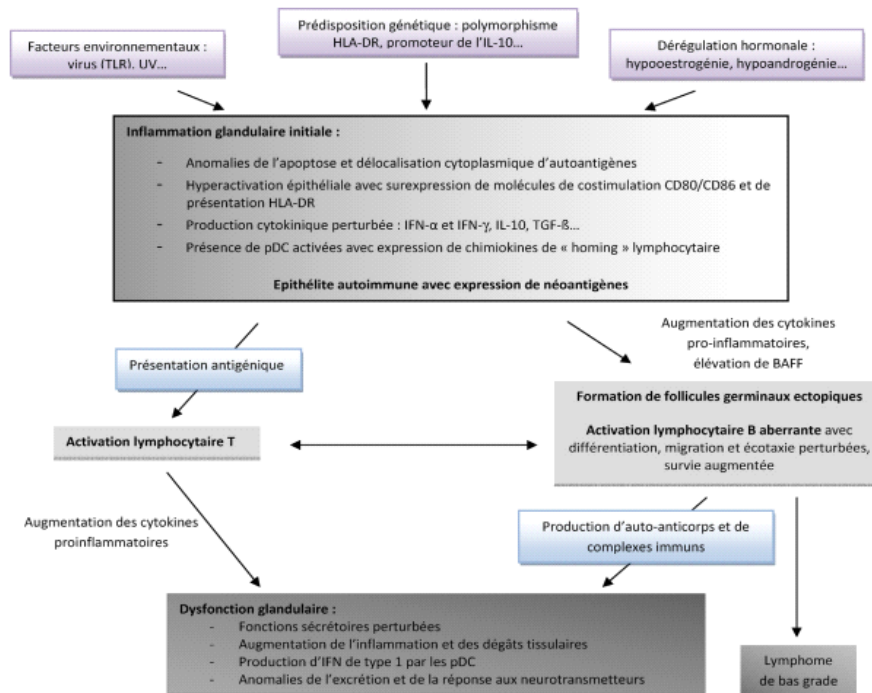 Facteurs environnementaux :
virus (TLR), UV...
Prédisposition génétique : polymorphisme
HLA-DR, promoteur de l'IL-10...
Dérégulation hormonale :
hypooestrogénie, hypoandrogénie...
Inflammation glandulaire initiale :
- Anomalies de l'apoptose et délocalisation cytoplasmique d'autoantigènes
- Hyperactivation épithéliale avec surexpression de molécules de costimulation CD80/CD86 et de
présentation HLA-DR
- Production cytokinique perturbée : IFN-α et IFN-γ, IL-10, TGF-ß...
- Présence de pDC activées avec expression de chimiokines de « homing » lymphocytaire
Epithélite autoimmune avec expression de néoantigènes
Présentation antigénique
Augmentation des cytokines
pro-inflammatoires,
élévation de BAFF
Activation lymphocytaire T
Formation de follicules germinaux ectopiques
Activation lymphocytaire B aberrante avec
différentiation, migration et écotaxie perturbées,
survie augmentée
Augmentation des cytokines
proinflammatoires
Production d'auto-anticorps et de
complexes immuns
Dysfonction glandulaire :
- Fonctions sécrétoires perturbées
- Augmentation de l'inflammation et des dégâts tissulaires
- Production d'IFN de type 1 par les pDC
- Anomalies de l'excrétion et de la réponse aux neurotransmetteurs
Lymphome
de bas grade